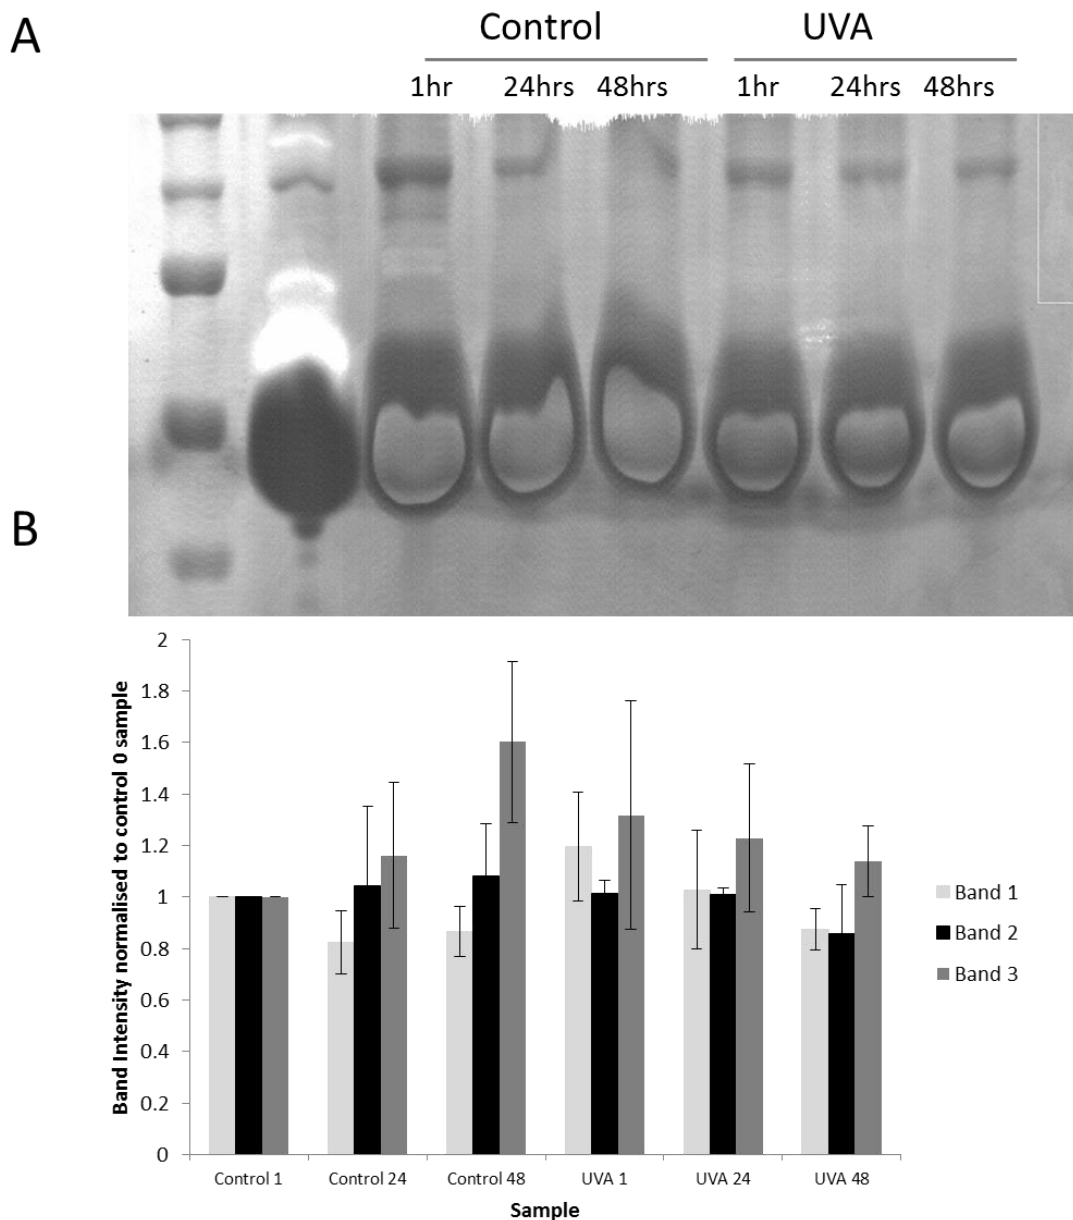 A
Control UVA
1hr 24hrs 48hrs 1hr 24hrs 48hrs
B
2
1.8
1.6
1.4
1.2
1
0.8
0.6
0.4
0.2
0
Band Intensity normalised to control 0 sample
Band 1
Band 2
Band 3
Control 1 Control 24 Control 48 UVA 1 UVA 24 UVA 48
Sample